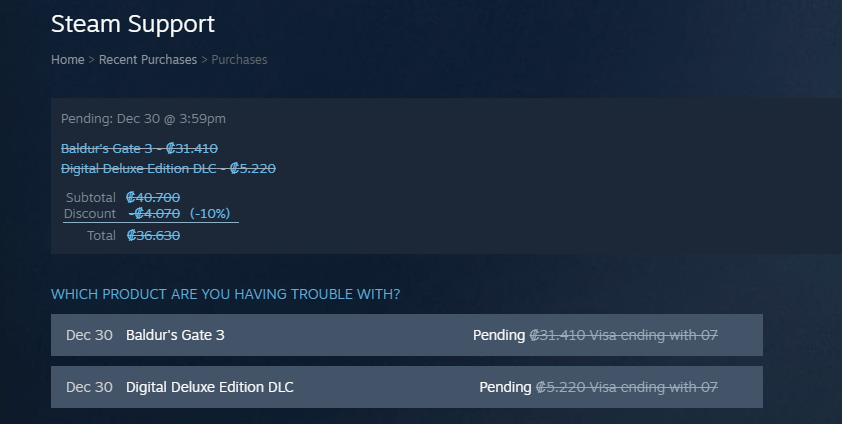 Steam Support
Home > Recent Purchases > Purchases
Pending: Dec 30 @ 3:59pm
Baldur's Gate 3 - ₡31.410
Digital Deluxe Edition DLC - ₡5.220
Subtotal ₡40.700
Discount -₡4.070 (-10%)
Total ₡36.630
WHICH PRODUCT ARE YOU HAVING TROUBLE WITH?
Dec 30 Baldur's Gate 3 Pending ₡31.410 Visa ending with 07
Dec 30 Digital Deluxe Edition DLC Pending ₡5.220 Visa ending with 07